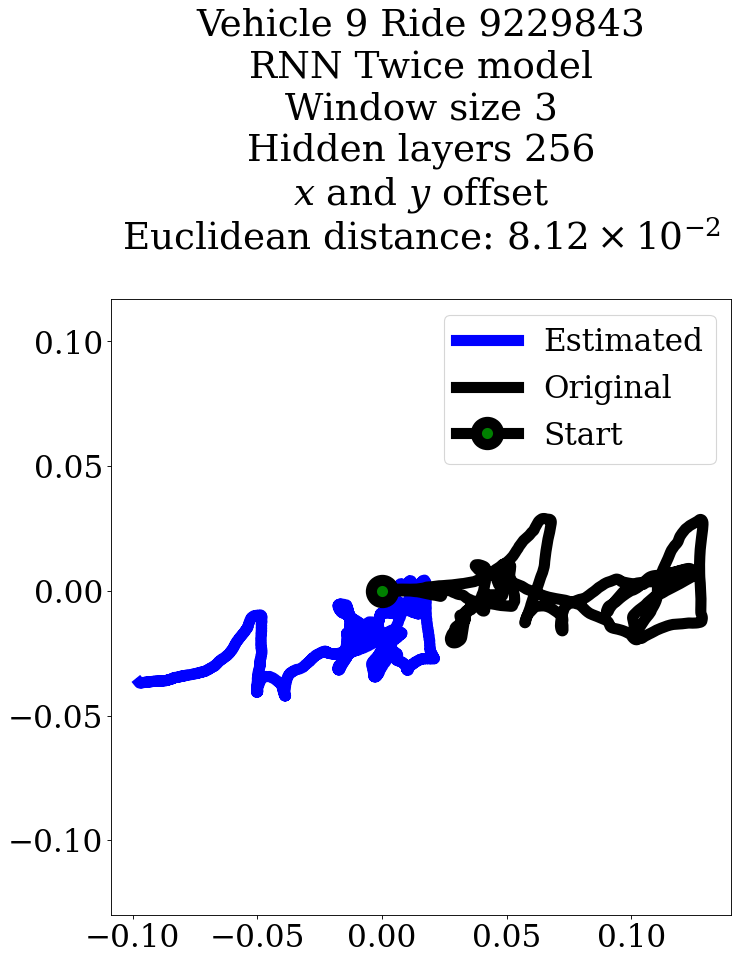 Vehicle 9 Ride 9229843
RNN Twice model
Window size 3
Hidden layers 256
x and y offset
Euclidean distance: 8.12 × 10⁻²
Estimated
Original
Start
0.10
0.05
0.00
−0.05
−0.10
−0.10 −0.05 0.00 0.05 0.10